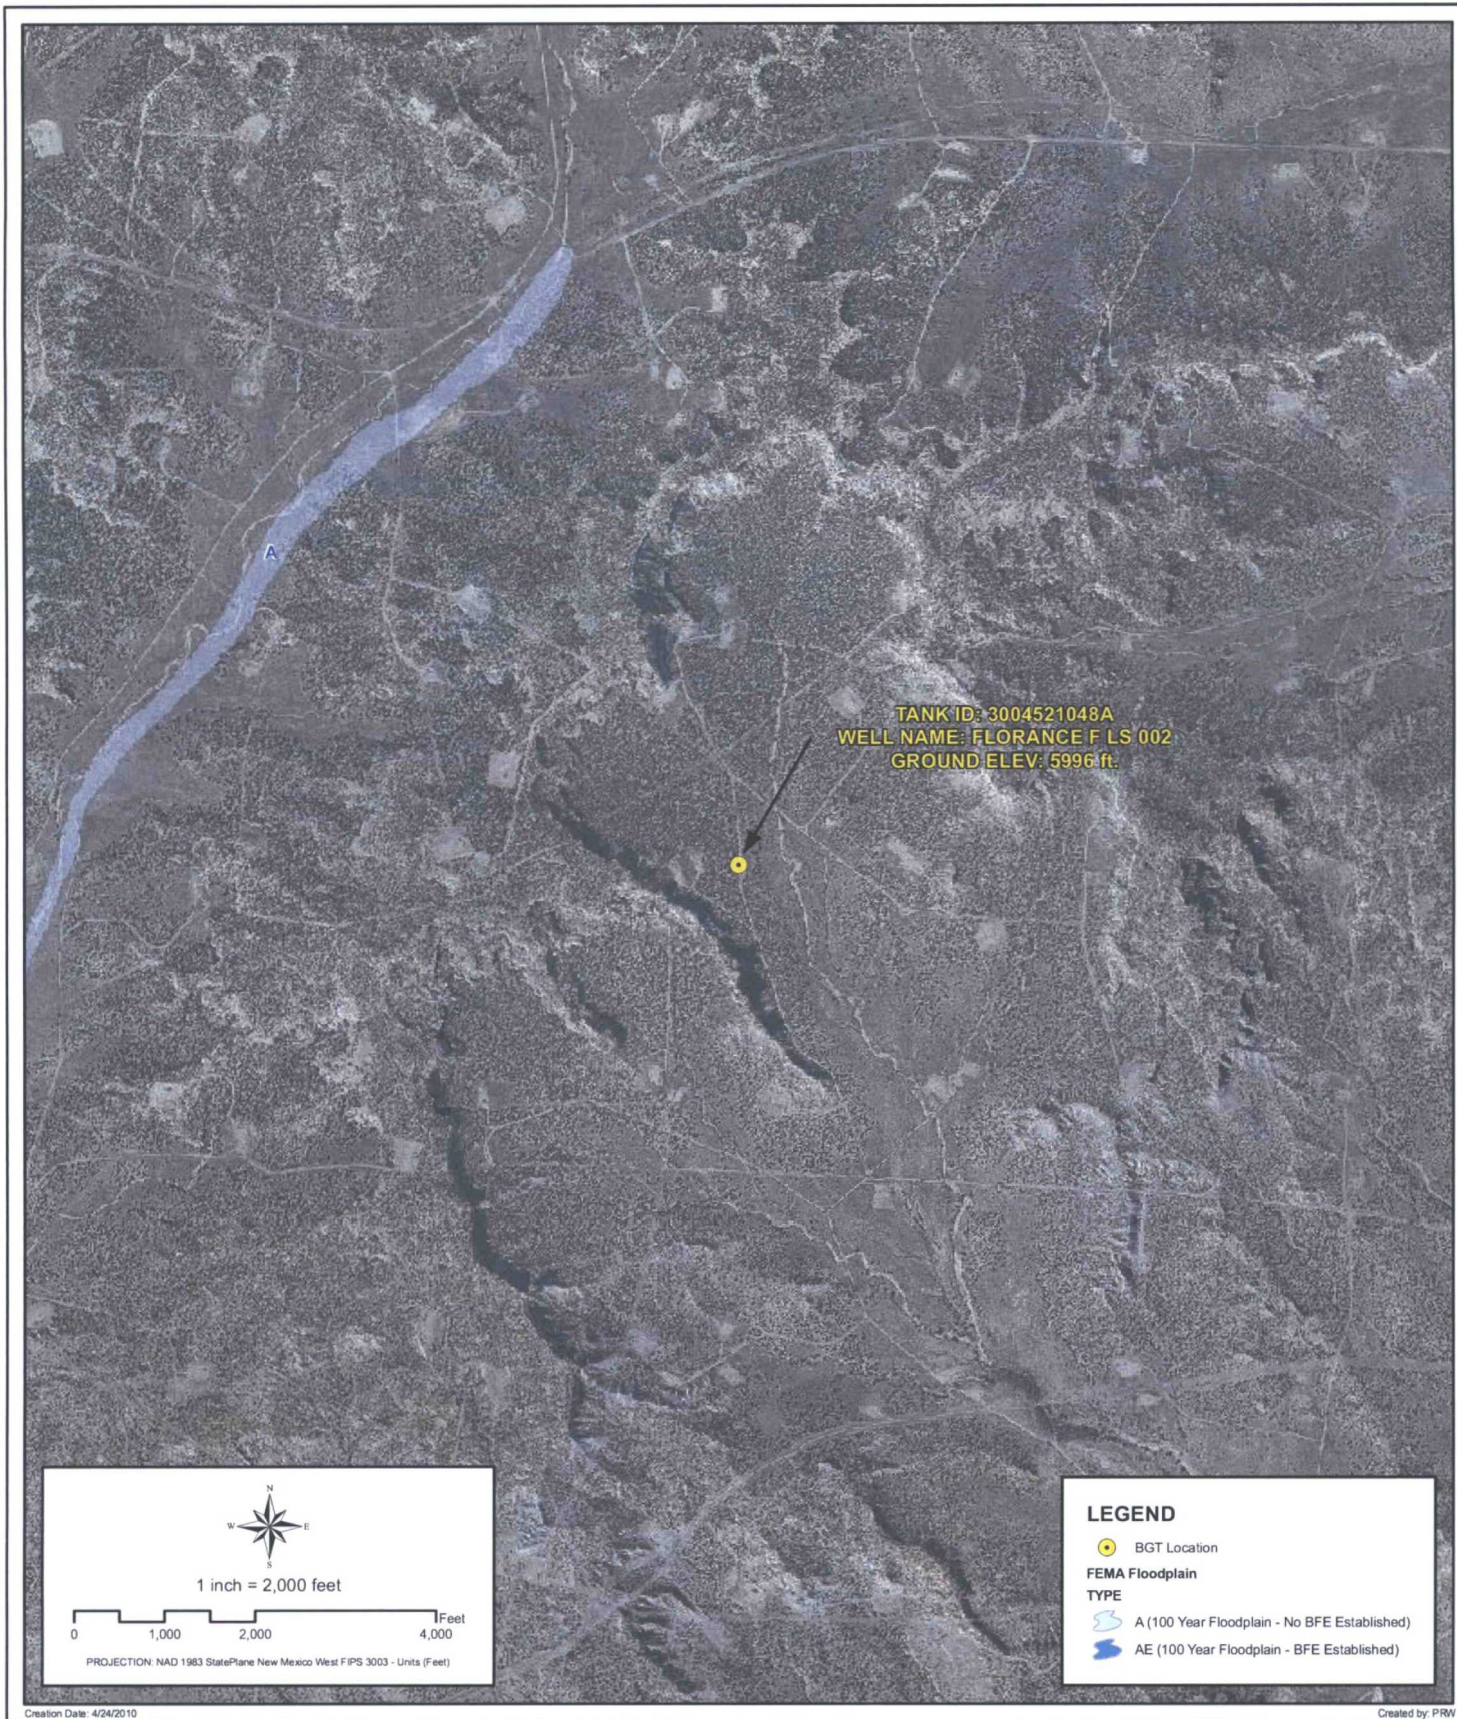 A
TANK ID: 3004521048A
WELL NAME: FLORANCE F LS 002
GROUND ELEV: 5996 ft.
N
W E
S
1 inch = 2,000 feet
Feet
0 1,000 2,000 4,000
PROJECTION: NAD 1983 StatePlane New Mexico West FIPS 3003 - Units (Feet)
LEGEND
BGT Location
FEMA Floodplain
TYPE
A (100 Year Floodplain - No BFE Established)
AE (100 Year Floodplain - BFE Established)
Creation Date: 4/24/2010
Created by: PRW